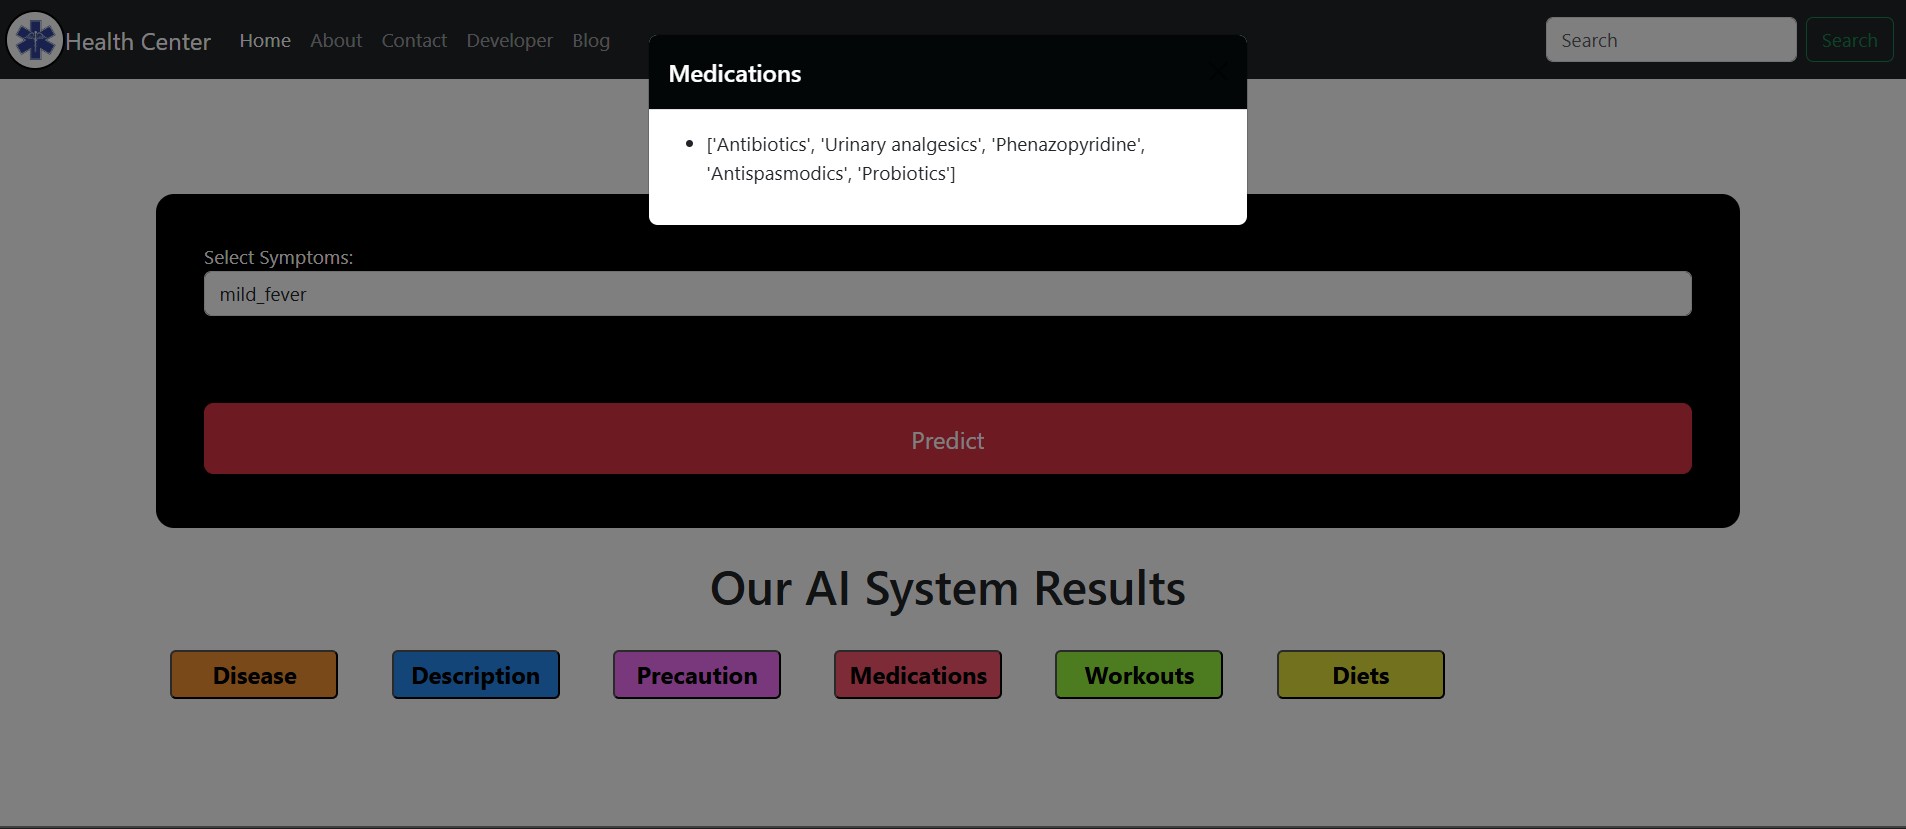 Health Center Home About Contact Developer Blog Search Search
Medications
['Antibiotics', 'Urinary analgesics', 'Phenazopyridine',
'Antispasmodics', 'Probiotics']
Select Symptoms:
mild_fever
Predict
Our AI System Results
Disease Description Precaution Medications Workouts Diets